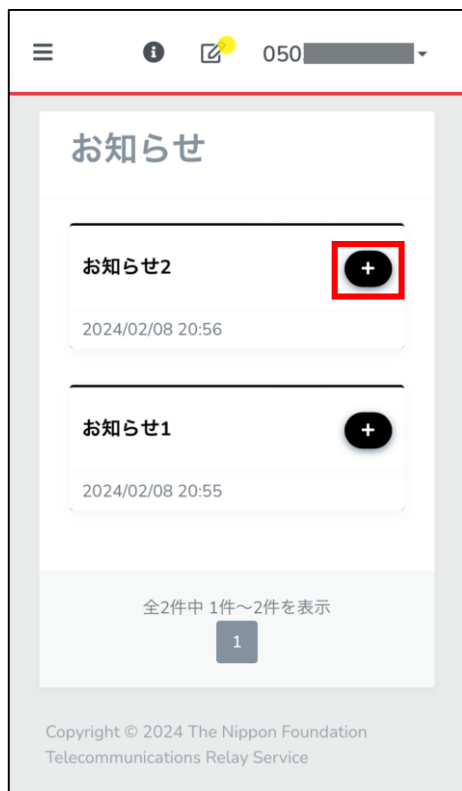 050
お知らせ
お知らせ2
+
2024/02/08 20:56
お知らせ1
+
2024/02/08 20:55
全2件中 1件～2件を表示
1
Copyright © 2024 The Nippon Foundation
Telecommunications Relay Service